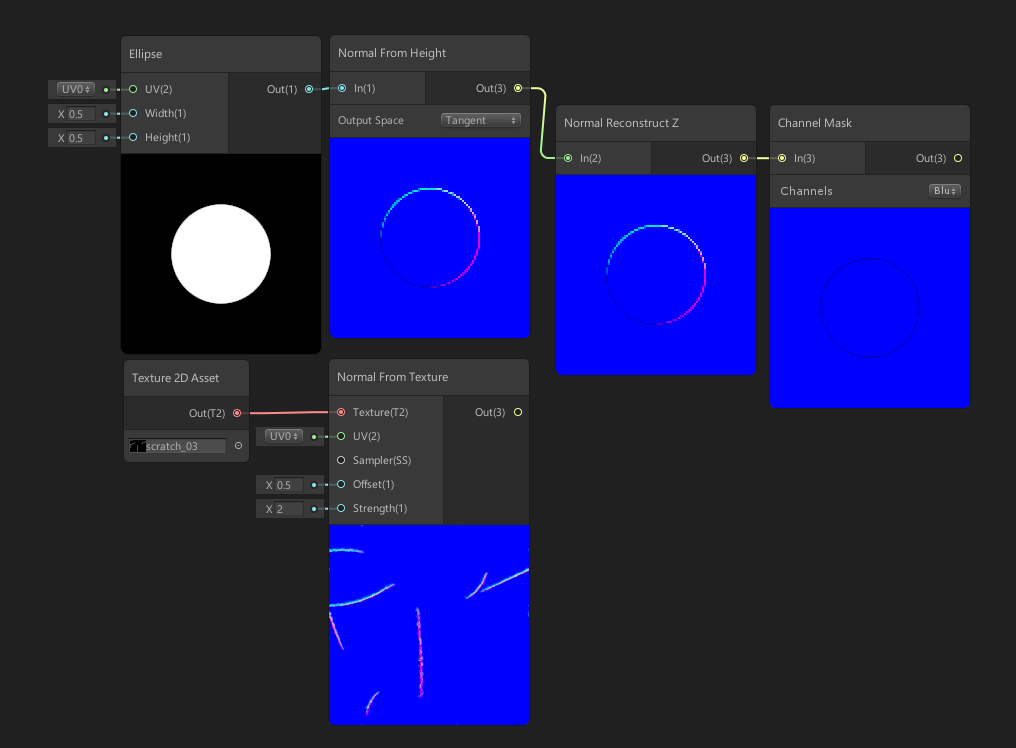 Ellipse
UV0
UV(2)
Out(1)
X 0.5
Width(1)
X 0.5
Height(1)
Normal From Height
In(1)
Out(3)
Output Space
Tangent
Normal Reconstruct Z
In(2)
Out(3)
Channel Mask
In(3)
Out(3)
Channels
Blu
Texture 2D Asset
Out(T2)
scratch_03
Normal From Texture
Texture(T2)
Out(3)
UV0
UV(2)
Sampler(SS)
X 0.5
Offset(1)
X 2
Strength(1)